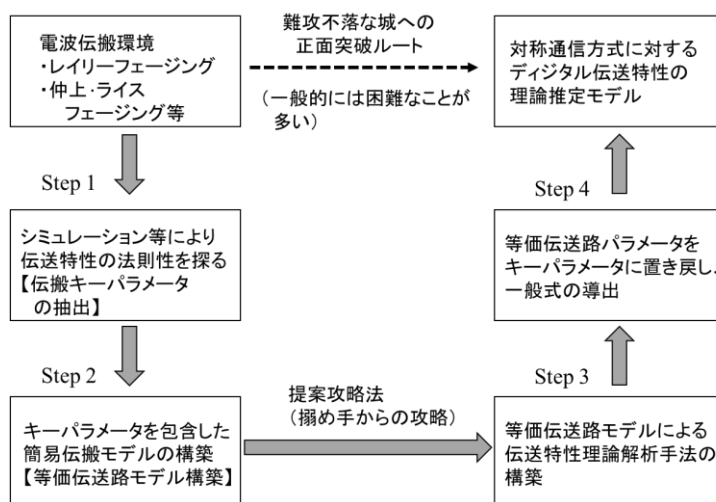 電波伝搬環境
・レイリーフェージング
・仲上・ライス
フェージング等
難攻不落な城への
正面突破ルート
(一般的には困難なことが
多い)
対称通信方式に対する
ディジタル伝送特性の
理論推定モデル
Step 1
シミュレーション等により
伝送特性の法則性を探る
【伝搬キーパラメータ
の抽出】
Step 2
キーパラメータを包含した
簡易伝搬モデルの構築
【等価伝送路モデル構築】
提案攻略法
(搦め手からの攻略)
等価伝送路モデルによる
伝送特性理論解析手法の
構築
Step 3
等価伝送路パラメータを
キーパラメータに置き戻し、
一般式の導出
Step 4